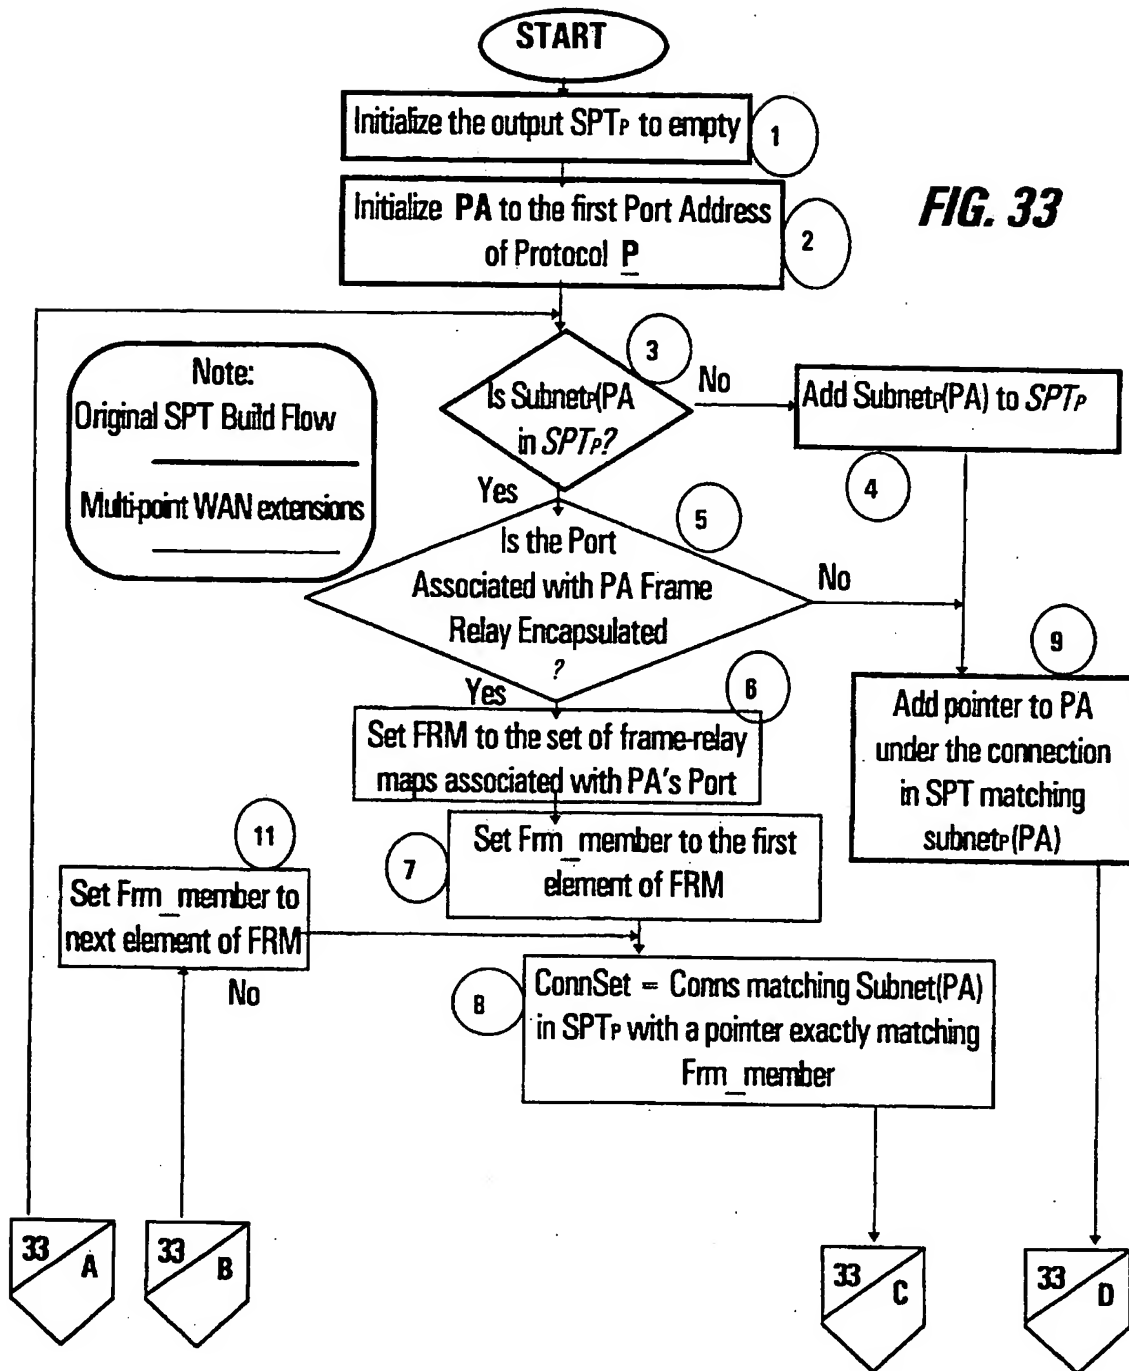 START
Initialize the output SPTP to empty
1
Initialize PA to the first Port Address
of Protocol P
2
FIG. 33
Note:
Original SPT Build Flow
Multi-point WAN extensions
3
Is SubnetP(PA
in SPTP?
No
Add SubnetP(PA) to SPTP
4
Yes
5
Is the Port
Associated with PA Frame
Relay Encapsulated
?
No
Yes
6
Set FRM to the set of frame-relay
maps associated with PA's Port
9
Add pointer to PA
under the connection
in SPT matching
subnetP(PA)
7
Set Frm_member to the first
element of FRM
11
Set Frm_member to
next element of FRM
No
8
ConnSet = Conns matching Subnet(PA)
in SPTP with a pointer exactly matching
Frm_member
33 A
33 B
33 C
33 D